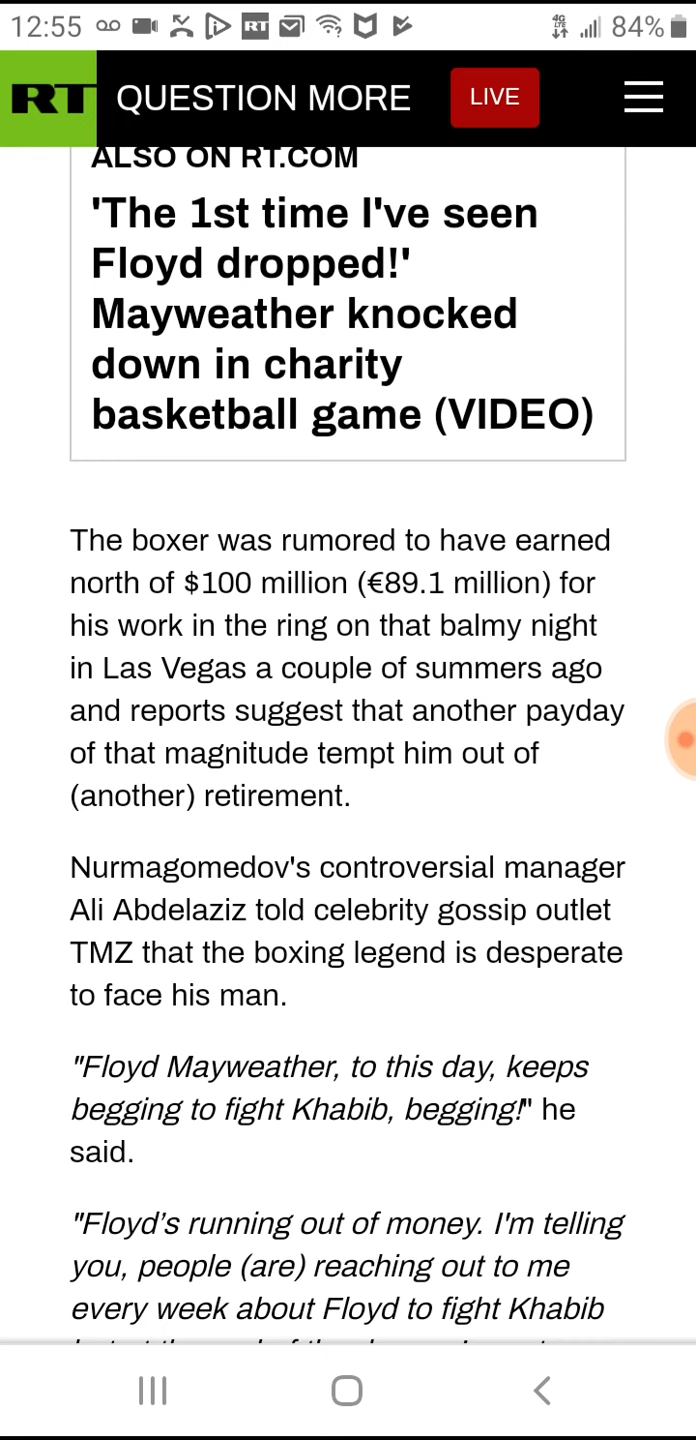 12:55
RT
4G
LTE
84%
RT QUESTION MORE LIVE
ALSO ON RT.COM
'The 1st time I've seen
Floyd dropped!'
Mayweather knocked
down in charity
basketball game (VIDEO)
The boxer was rumored to have earned
north of $100 million (€89.1 million) for
his work in the ring on that balmy night
in Las Vegas a couple of summers ago
and reports suggest that another payday
of that magnitude tempt him out of
(another) retirement.
Nurmagomedov's controversial manager
Ali Abdelaziz told celebrity gossip outlet
TMZ that the boxing legend is desperate
to face his man.
"Floyd Mayweather, to this day, keeps
begging to fight Khabib, begging!" he
said.
"Floyd’s running out of money. I'm telling
you, people (are) reaching out to me
every week about Floyd to fight Khabib